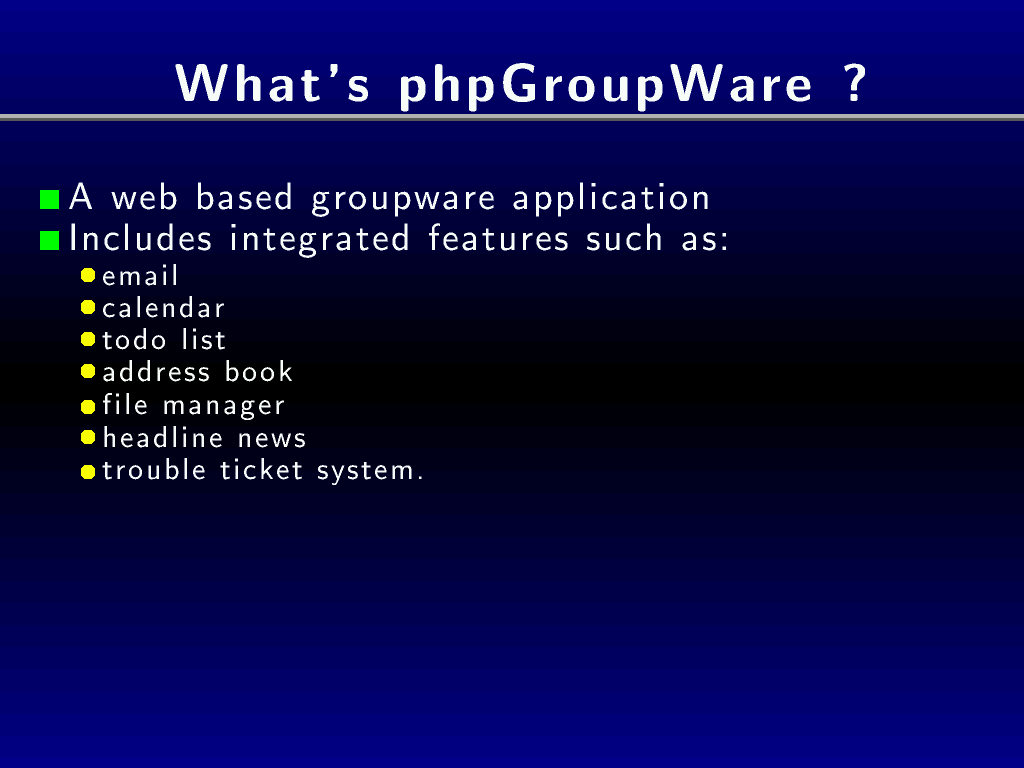 What's phpGroupWare ?
A web based groupware application
Includes integrated features such as:
email
calendar
todo list
address book
file manager
headline news
trouble ticket system.